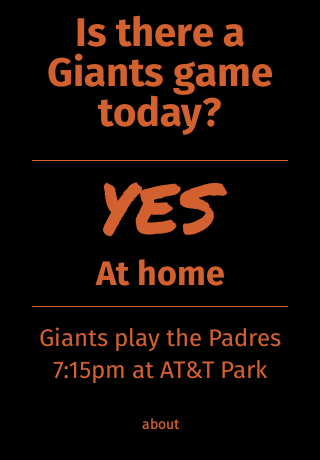 Is there a
Giants game
today?
YES
At home
Giants play the Padres
7:15pm at AT&T Park
about